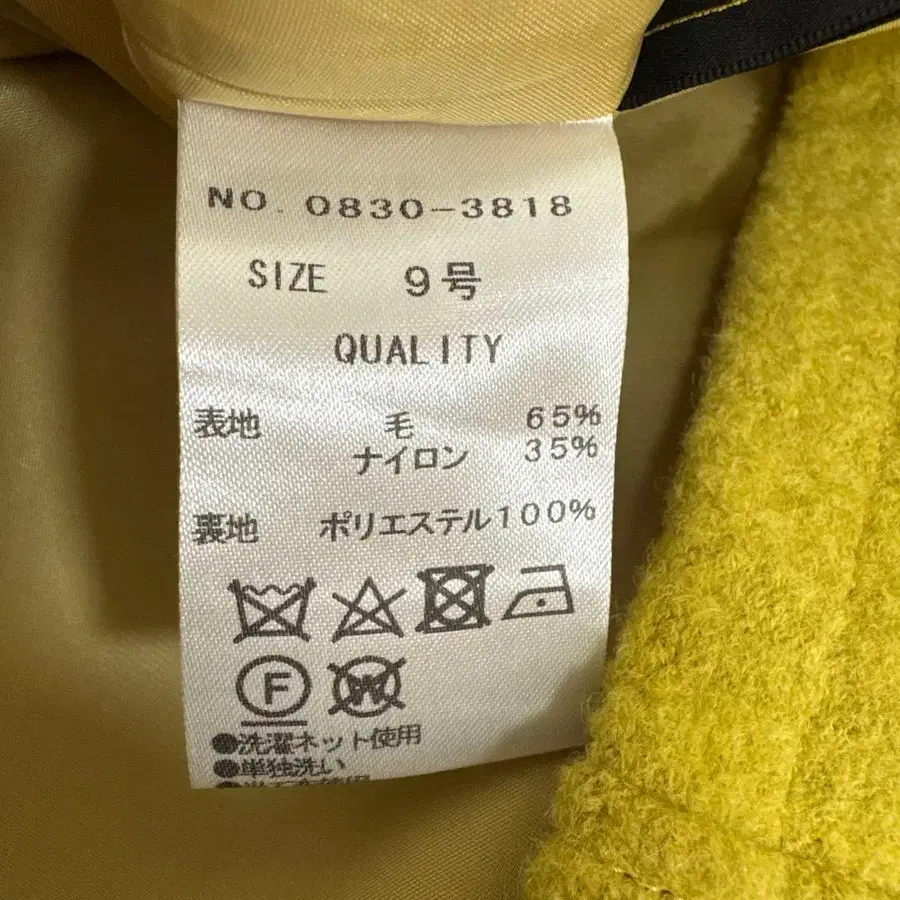 NO. 0830-3818
SIZE 9号
QUALITY
表地 毛 65%
ナイロン 35%
裏地 ポリエステル100%
F
W
●洗濯ネット使用
●単独洗い